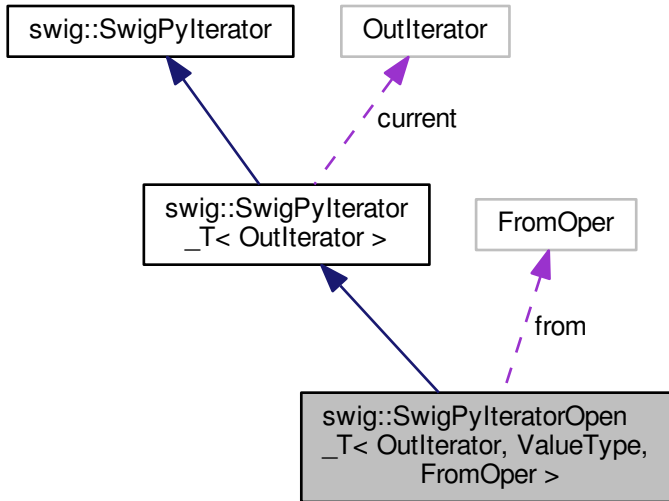 swig::SwigPyIterator
OutIterator
current
swig::SwigPyIterator
_T< OutIterator >
FromOper
from
swig::SwigPyIteratorOpen
_T< OutIterator, ValueType,
FromOper >